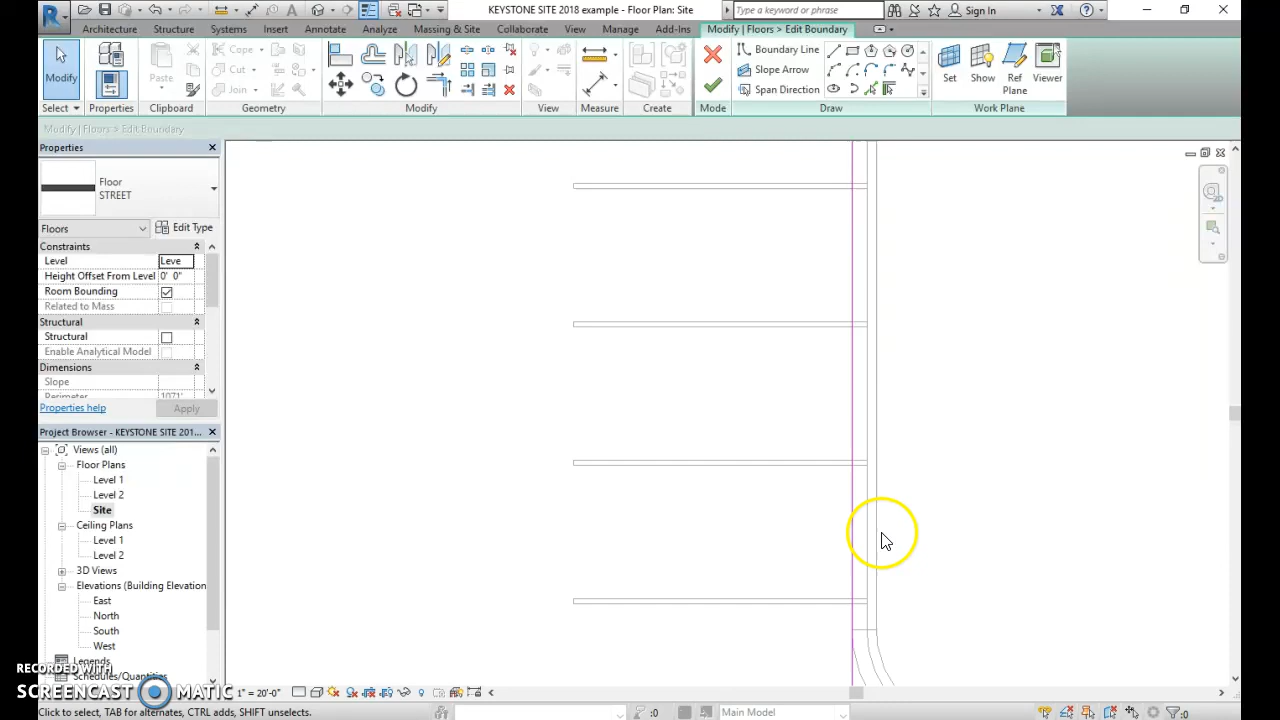 KEYSTONE SITE 2018 example - Floor Plan: Site
Type a keyword or phrase
Sign In
Architecture Structure Systems Insert Annotate Analyze Massing & Site Collaborate View Manage Add-Ins Modify | Floors > Edit Boundary
Modify
Paste
Cope
Cut
Join
Boundary Line
Slope Arrow
Span Direction
Set
Show
Ref
Plane
Viewer
Select Properties Clipboard Geometry Modify View Measure Create Mode Draw Work Plane
Modify | Floors > Edit Boundary
Properties
Floor
STREET
Floors
Edit Type
Constraints
Level Leve
Height Offset From Level 0' 0"
Room Bounding
Related to Mass
Structural
Structural
Enable Analytical Model
Dimensions
Slope
Perimeter 1071'
Properties help
Apply
Project Browser - KEYSTONE SITE 201...
Views (all)
Floor Plans
Level 1
Level 2
Site
Ceiling Plans
Level 1
Level 2
3D Views
Elevations (Building Elevation
East
North
South
West
Legends
Schedules/Quantities
RECORDED WITH
SCREENCAST MATIC
1" = 20'-0"
Click to select, TAB for alternates, CTRL adds, SHIFT unselects.
:0
Main Model
:0